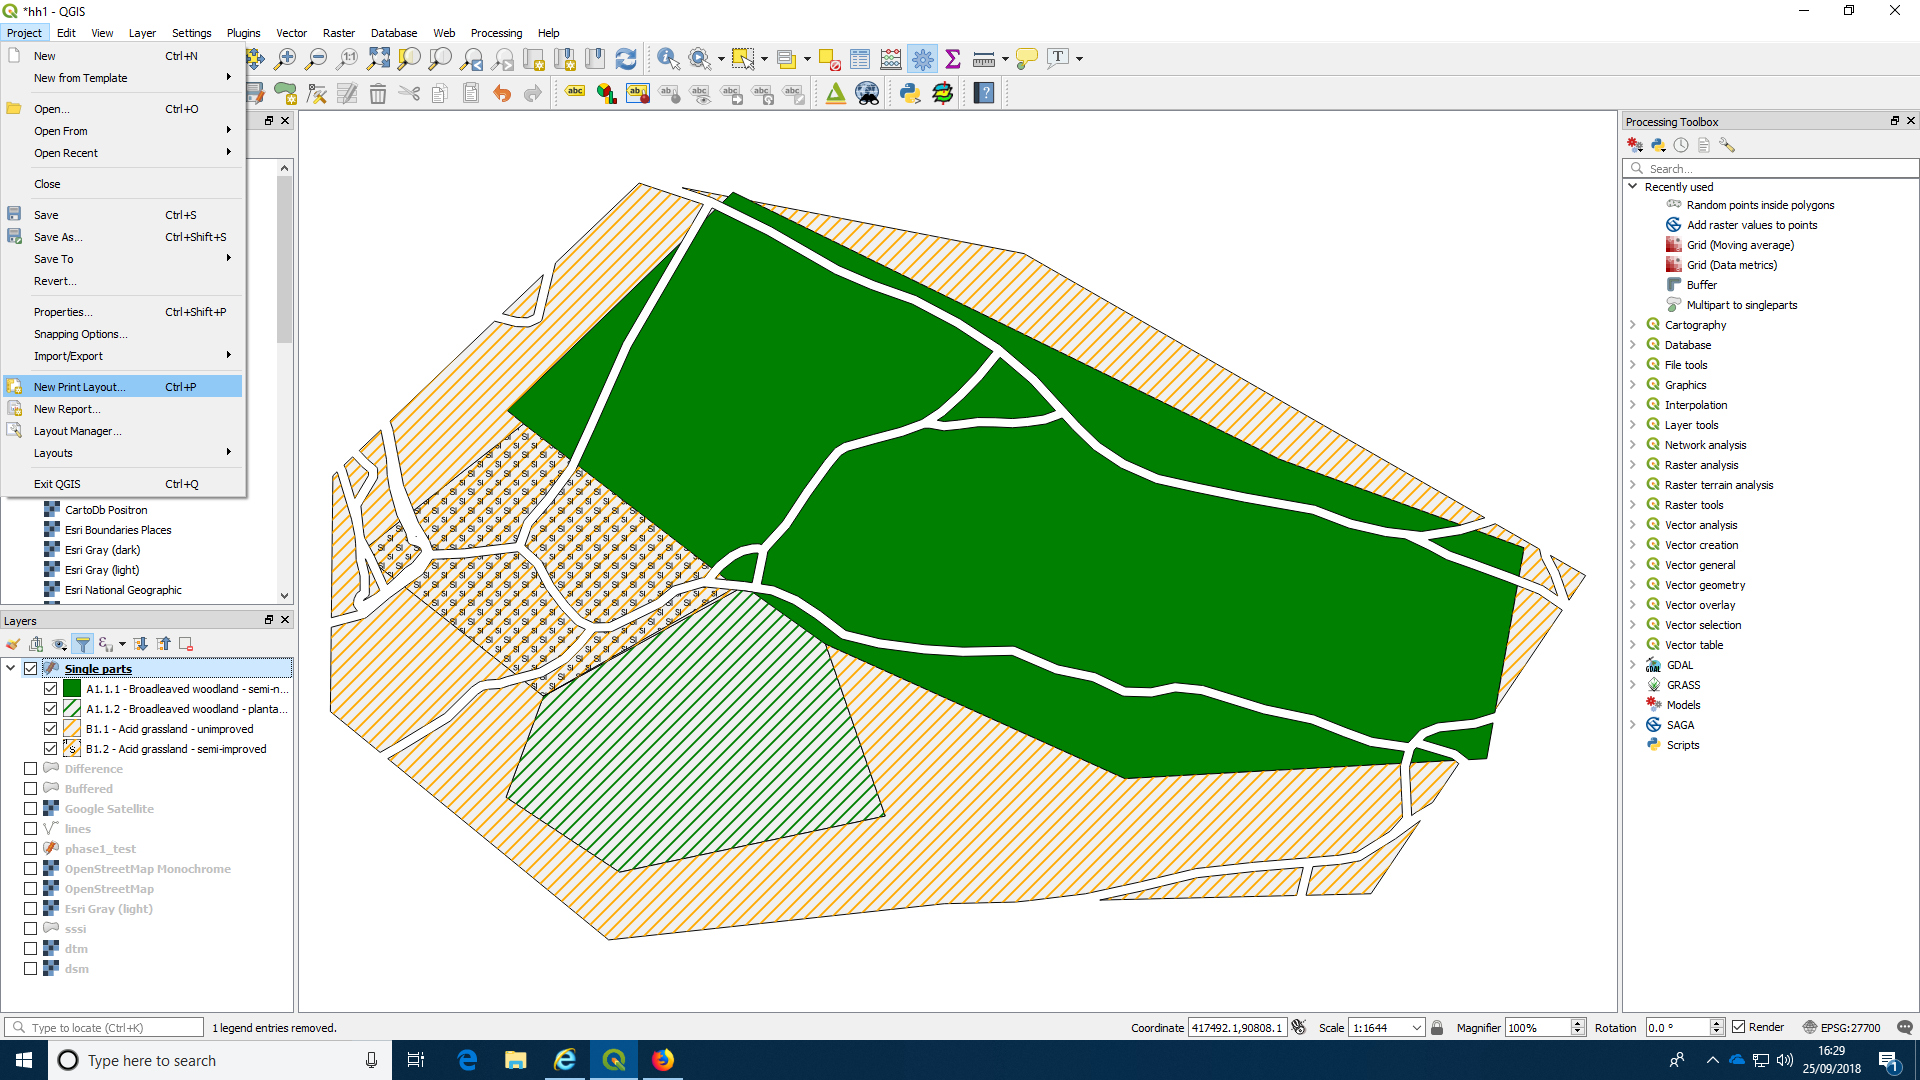 *hh1 - QGIS
Project Edit View Layer Settings Plugins Vector Raster Database Web Processing Help
New Ctrl+N
New from Template
Open... Ctrl+O
Open From
Open Recent
Close
Save Ctrl+S
Save As... Ctrl+Shift+S
Save To
Revert...
Properties... Ctrl+Shift+P
Snapping Options...
Import/Export
New Print Layout... Ctrl+P
New Report...
Layout Manager...
Layouts
Exit QGIS Ctrl+Q
CartoDb Positron
Esri Boundaries Places
Esri Gray (dark)
Esri Gray (light)
Esri National Geographic
Layers
Single parts
A1.1.1 - Broadleaved woodland - semi-n...
A1.1.2 - Broadleaved woodland - planta...
B1.1 - Acid grassland - unimproved
B1.2 - Acid grassland - semi-improved
Difference
Buffered
Google Satellite
lines
phase1_test
OpenStreetMap Monochrome
OpenStreetMap
Esri Gray (light)
sssi
dtm
dsm
Processing Toolbox
Search...
Recently used
Random points inside polygons
Add raster values to points
Grid (Moving average)
Grid (Data metrics)
Buffer
Multipart to singleparts
Cartography
Database
File tools
Graphics
Interpolation
Layer tools
Network analysis
Raster analysis
Raster terrain analysis
Raster tools
Vector analysis
Vector creation
Vector general
Vector geometry
Vector overlay
Vector selection
Vector table
GDAL
GRASS
Models
SAGA
Scripts
Type to locate (Ctrl+K) 1 legend entries removed. Coordinate 417492.1,90808.1 Scale 1:1644 Magnifier 100% Rotation 0.0 ° Render EPSG:27700
Type here to search
16:29
25/09/2018
1